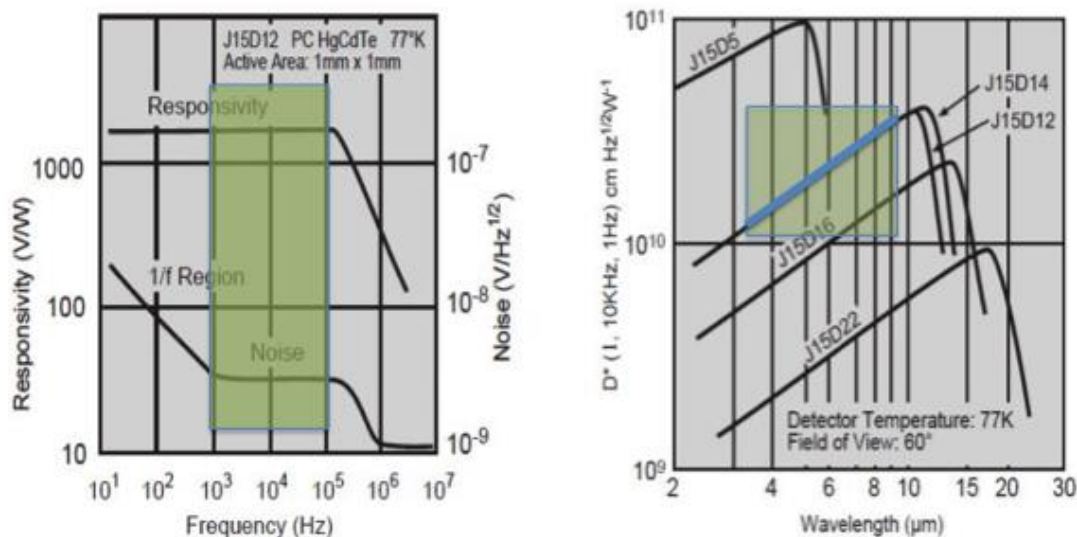 J15D12 PC HgCdTe 77°K
Active Area: 1mm x 1mm
Responsivity
1/f Region
Noise
Responsivity (V/W)
1000
100
10
10-7
10-8
10-9
Noise (V/Hz1/2)
101 102 103 104 105 106 107
Frequency (Hz)
D* (l, 10KHz, 1Hz) cm Hz1/2W-1
1011
1010
109
J15D5
J15D14
J15D12
J15D16
J15D22
Detector Temperature: 77K
Field of View: 60°
2 4 6 8 10 15 20 30
Wavelength (µm)